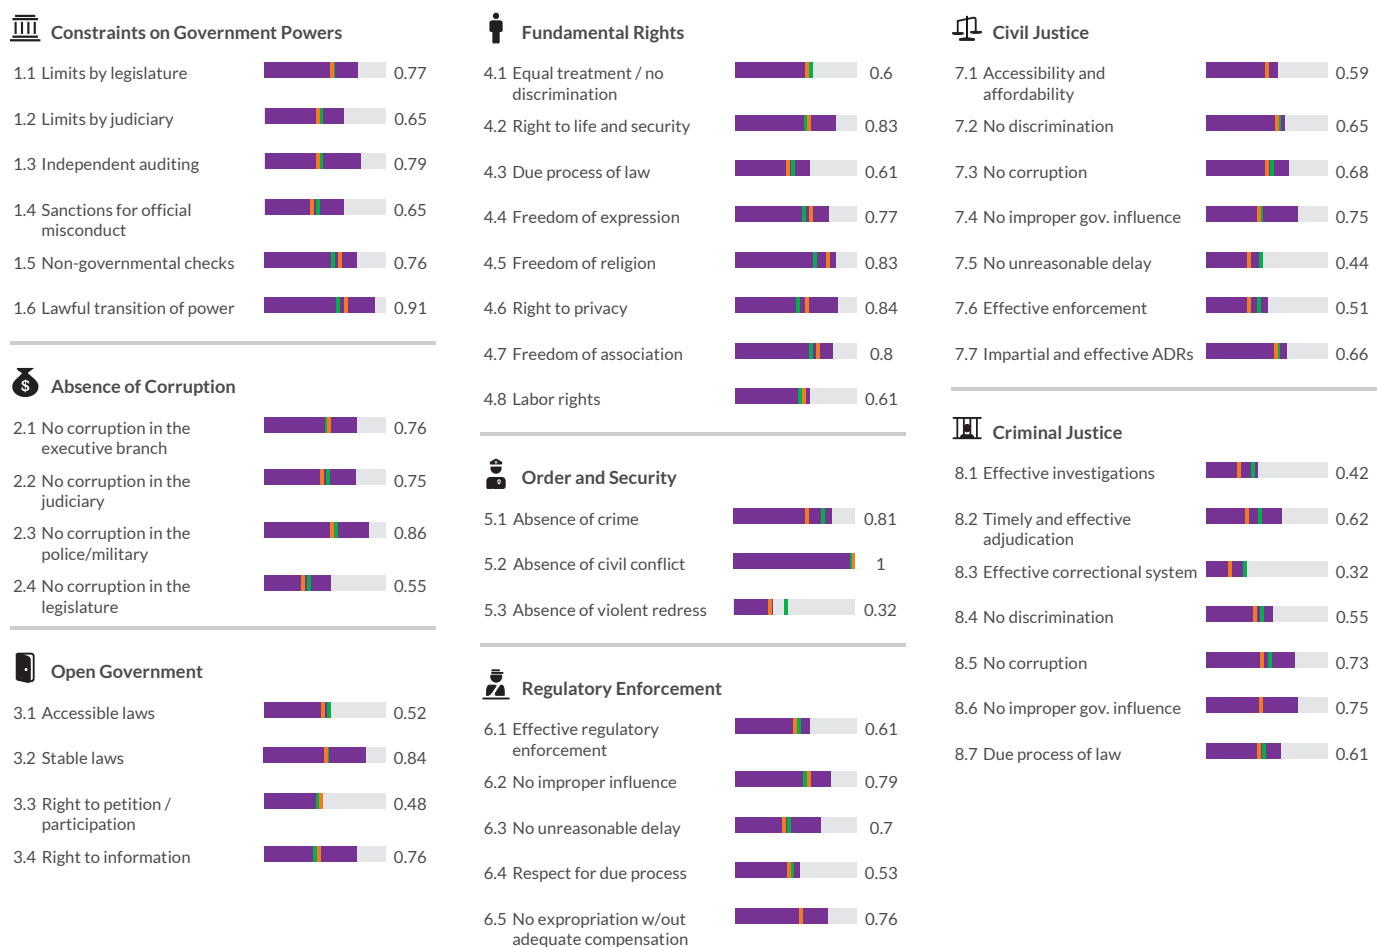 Constraints on Government Powers
1.1 Limits by legislature 0.77
1.2 Limits by judiciary 0.65
1.3 Independent auditing 0.79
1.4 Sanctions for official 0.65
misconduct
1.5 Non-governmental checks 0.76
1.6 Lawful transition of power 0.91
$ Absence of Corruption
2.1 No corruption in the 0.76
executive branch
2.2 No corruption in the 0.75
judiciary
2.3 No corruption in the 0.86
police/military
2.4 No corruption in the 0.55
legislature
Open Government
3.1 Accessible laws 0.52
3.2 Stable laws 0.84
3.3 Right to petition / 0.48
participation
3.4 Right to information 0.76
Fundamental Rights
4.1 Equal treatment / no 0.6
discrimination
4.2 Right to life and security 0.83
4.3 Due process of law 0.61
4.4 Freedom of expression 0.77
4.5 Freedom of religion 0.83
4.6 Right to privacy 0.84
4.7 Freedom of association 0.8
4.8 Labor rights 0.61
Order and Security
5.1 Absence of crime 0.81
5.2 Absence of civil conflict 1
5.3 Absence of violent redress 0.32
Regulatory Enforcement
6.1 Effective regulatory 0.61
enforcement
6.2 No improper influence 0.79
6.3 No unreasonable delay 0.7
6.4 Respect for due process 0.53
6.5 No expropriation w/out 0.76
adequate compensation
Civil Justice
7.1 Accessibility and 0.59
affordability
7.2 No discrimination 0.65
7.3 No corruption 0.68
7.4 No improper gov. influence 0.75
7.5 No unreasonable delay 0.44
7.6 Effective enforcement 0.51
7.7 Impartial and effective ADRs 0.66
Criminal Justice
8.1 Effective investigations 0.42
8.2 Timely and effective 0.62
adjudication
8.3 Effective correctional system 0.32
8.4 No discrimination 0.55
8.5 No corruption 0.73
8.6 No improper gov. influence 0.75
8.7 Due process of law 0.61